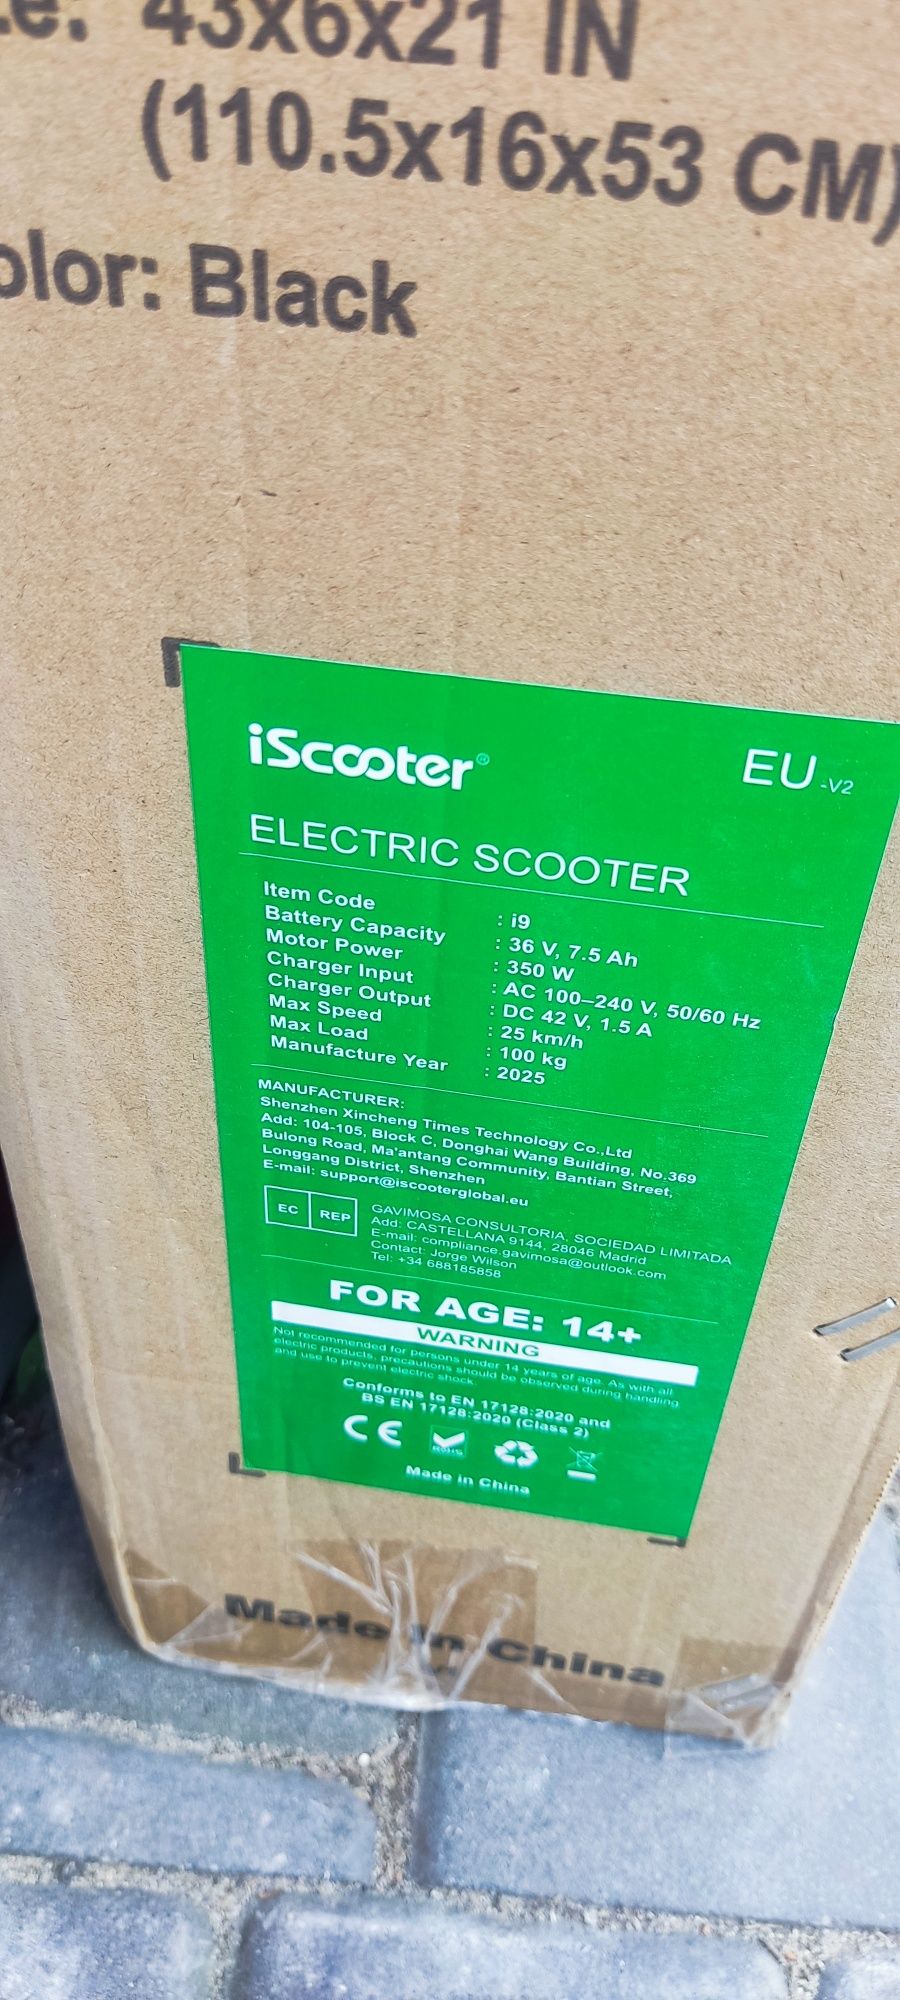 43x6x21 IN
(110.5x16x53 CM)
olor: Black
iScooter®
EU -V2
ELECTRIC SCOOTER
Item Code : i9
Battery Capacity : 36 V, 7.5 Ah
Motor Power : 350 W
Charger Input : AC 100–240 V, 50/60 Hz
Charger Output : DC 42 V, 1.5 A
Max Speed : 25 km/h
Max Load : 100 kg
Manufacture Year : 2025
MANUFACTURER:
Shenzhen Xincheng Times Technology Co.,Ltd
Add: 104-105, Block C, Donghai Wang Building, No.369
Bulong Road, Ma'antang Community, Bantian Street,
Longgang District, Shenzhen
E-mail: support@iscooterglobal.eu
EC REP
GAVIMOSA CONSULTORIA, SOCIEDAD LIMITADA
Add: CASTELLANA 9144, 28046 Madrid
E-mail: compliance.gavimosa@outlook.com
Contact: Jorge Wilson
Tel: +34 688185858
FOR AGE: 14+
WARNING
Not recommended for persons under 14 years of age. As with all
electric products, precautions should be observed during handling
and use to prevent electric shock.
Conforms to EN 17128:2020 and
BS EN 17128:2020 (Class 2)
CE
RoHS
Made in China
Made in China